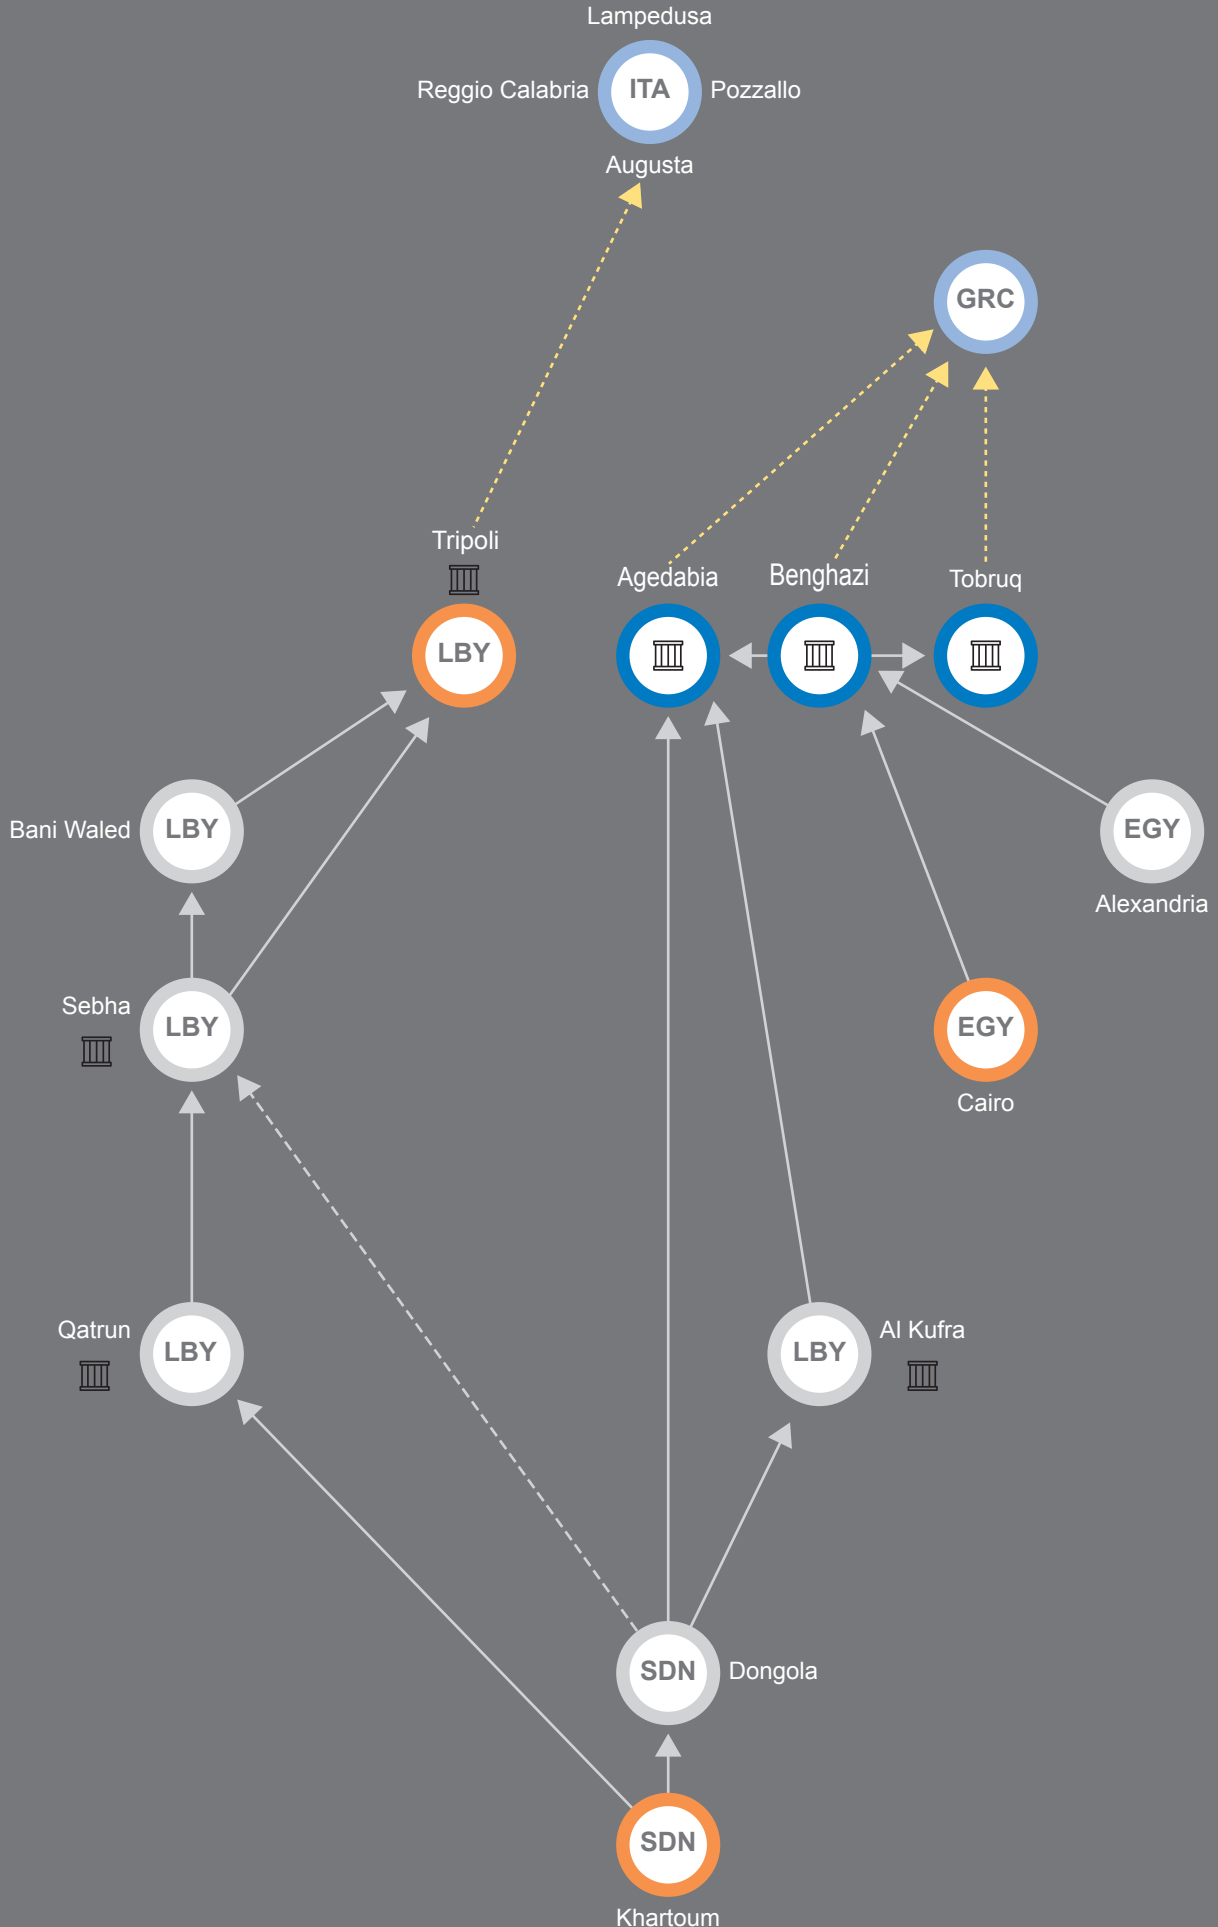 Lampedusa
Reggio Calabria ITA Pozzallo
Augusta
GRC
Tripoli
Agedabia Benghazi Tobruq
LBY
Bani Waled LBY
EGY
Alexandria
Sebha LBY
EGY
Cairo
Qatrun LBY
LBY Al Kufra
SDN Dongola
SDN
Khartoum